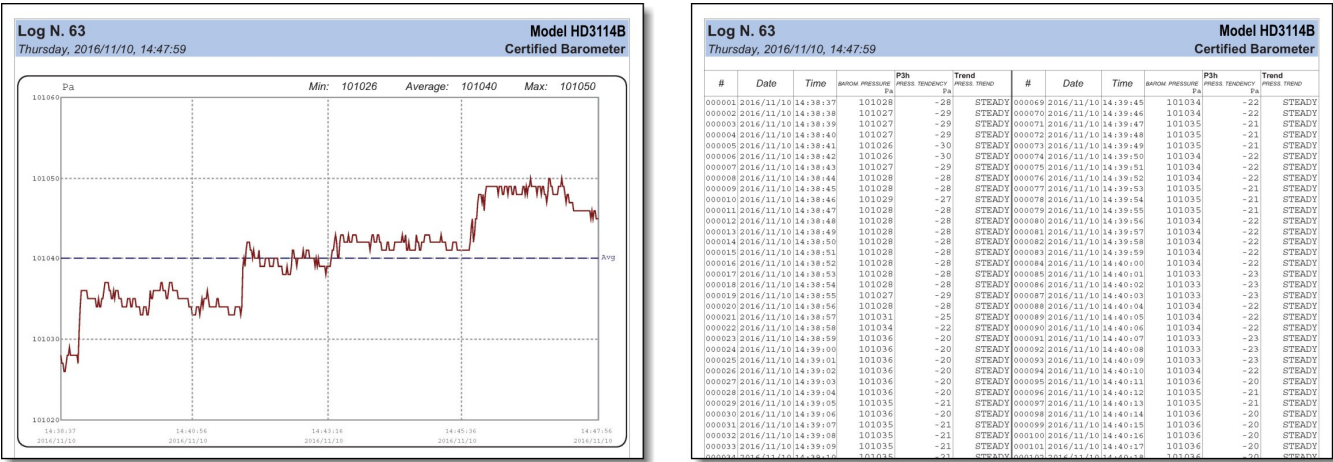 Log N. 63
Model HD3114B
Thursday, 2016/11/10, 14:47:59
Certified Barometer
Pa
Min: 101026 Average: 101040 Max: 101050
101060
101050
101040
Avg
101030
101020
14:38:37 14:40:56 14:43:16 14:45:36 14:47:56
2016/11/10 2016/11/10 2016/11/10 2016/11/10 2016/11/10
Log N. 63
Model HD3114B
Thursday, 2016/11/10, 14:47:59
Certified Barometer
P3h Trend P3h Trend
# Date Time BAROM. PRESSURE PRESS. TENDENCY PRESS. TREND # Date Time BAROM. PRESSURE PRESS. TENDENCY PRESS. TREND
Pa Pa Pa Pa
000001 2016/11/10 14:38:37 101028 -28 STEADY 000069 2016/11/10 14:39:45 101034 -22 STEADY
000002 2016/11/10 14:38:38 101027 -29 STEADY 000070 2016/11/10 14:39:46 101034 -22 STEADY
000003 2016/11/10 14:38:39 101027 -29 STEADY 000071 2016/11/10 14:39:47 101035 -21 STEADY
000004 2016/11/10 14:38:40 101027 -29 STEADY 000072 2016/11/10 14:39:48 101035 -21 STEADY
000005 2016/11/10 14:38:41 101026 -30 STEADY 000073 2016/11/10 14:39:49 101035 -21 STEADY
000006 2016/11/10 14:38:42 101026 -30 STEADY 000074 2016/11/10 14:39:50 101034 -22 STEADY
000007 2016/11/10 14:38:43 101027 -29 STEADY 000075 2016/11/10 14:39:51 101034 -22 STEADY
000008 2016/11/10 14:38:44 101028 -28 STEADY 000076 2016/11/10 14:39:52 101034 -22 STEADY
000009 2016/11/10 14:38:45 101028 -28 STEADY 000077 2016/11/10 14:39:53 101035 -21 STEADY
000010 2016/11/10 14:38:46 101029 -27 STEADY 000078 2016/11/10 14:39:54 101035 -21 STEADY
000011 2016/11/10 14:38:47 101028 -28 STEADY 000079 2016/11/10 14:39:55 101035 -21 STEADY
000012 2016/11/10 14:38:48 101028 -28 STEADY 000080 2016/11/10 14:39:56 101034 -22 STEADY
000013 2016/11/10 14:38:49 101028 -28 STEADY 000081 2016/11/10 14:39:57 101034 -22 STEADY
000014 2016/11/10 14:38:50 101028 -28 STEADY 000082 2016/11/10 14:39:58 101034 -22 STEADY
000015 2016/11/10 14:38:51 101028 -28 STEADY 000083 2016/11/10 14:39:59 101034 -22 STEADY
000016 2016/11/10 14:38:52 101028 -28 STEADY 000084 2016/11/10 14:40:00 101034 -22 STEADY
000017 2016/11/10 14:38:53 101028 -28 STEADY 000085 2016/11/10 14:40:01 101033 -23 STEADY
000018 2016/11/10 14:38:54 101028 -28 STEADY 000086 2016/11/10 14:40:02 101033 -23 STEADY
000019 2016/11/10 14:38:55 101027 -29 STEADY 000087 2016/11/10 14:40:03 101033 -23 STEADY
000020 2016/11/10 14:38:56 101028 -28 STEADY 000088 2016/11/10 14:40:04 101034 -22 STEADY
000021 2016/11/10 14:38:57 101031 -25 STEADY 000089 2016/11/10 14:40:05 101034 -22 STEADY
000022 2016/11/10 14:38:58 101034 -22 STEADY 000090 2016/11/10 14:40:06 101034 -22 STEADY
000023 2016/11/10 14:38:59 101036 -20 STEADY 000091 2016/11/10 14:40:07 101033 -23 STEADY
000024 2016/11/10 14:39:00 101036 -20 STEADY 000092 2016/11/10 14:40:08 101033 -23 STEADY
000025 2016/11/10 14:39:01 101036 -20 STEADY 000093 2016/11/10 14:40:09 101033 -23 STEADY
000026 2016/11/10 14:39:02 101036 -20 STEADY 000094 2016/11/10 14:40:10 101034 -22 STEADY
000027 2016/11/10 14:39:03 101036 -20 STEADY 000095 2016/11/10 14:40:11 101036 -20 STEADY
000028 2016/11/10 14:39:04 101036 -20 STEADY 000096 2016/11/10 14:40:12 101035 -21 STEADY
000029 2016/11/10 14:39:05 101035 -21 STEADY 000097 2016/11/10 14:40:13 101035 -21 STEADY
000030 2016/11/10 14:39:06 101036 -20 STEADY 000098 2016/11/10 14:40:14 101036 -20 STEADY
000031 2016/11/10 14:39:07 101035 -21 STEADY 000099 2016/11/10 14:40:15 101036 -20 STEADY
000032 2016/11/10 14:39:08 101035 -21 STEADY 000100 2016/11/10 14:40:16 101036 -20 STEADY
000033 2016/11/10 14:39:09 101035 -21 STEADY 000101 2016/11/10 14:40:17 101036 -20 STEADY